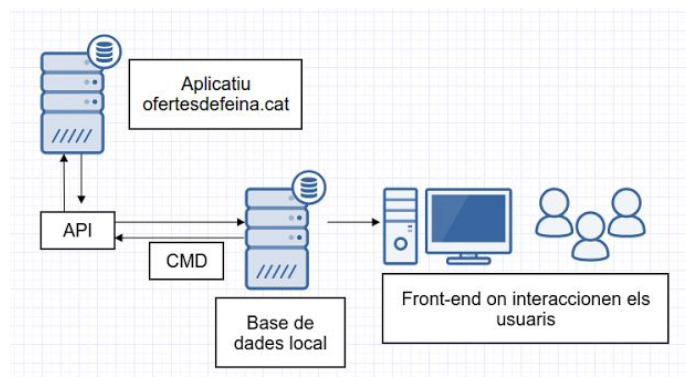 Aplicatiu
ofertesdefeina.cat
API
CMD
Base de
dades local
Front-end on interaccionen els
usuaris